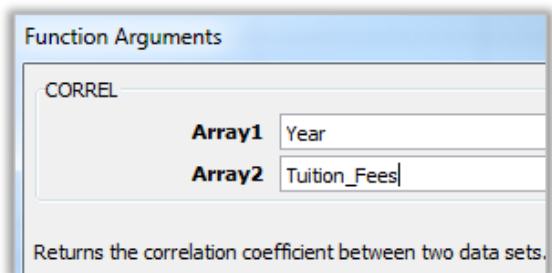 Function Arguments
CORREL
Array1 Year
Array2 Tuition_Fees
Returns the correlation coefficient between two data sets.